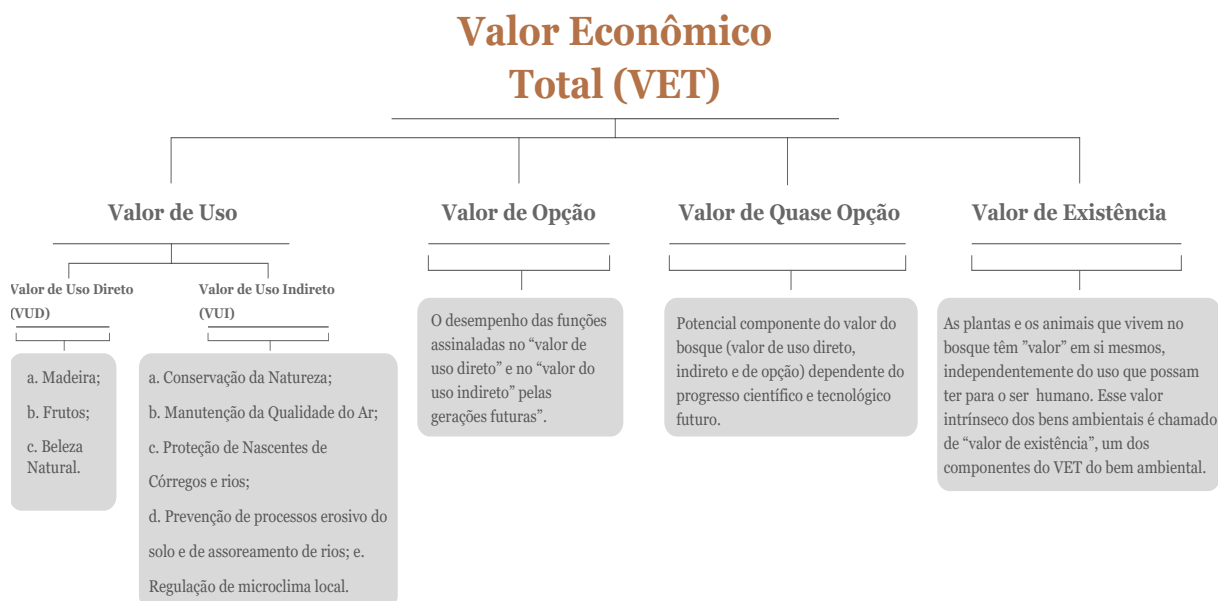 Valor Econômico
Total (VET)
Valor de Uso
Valor de Opção
Valor de Quase Opção
Valor de Existência
Valor de Uso Direto
(VUD)
Valor de Uso Indireto
(VUI)
a. Madeira;
b. Frutos;
c. Beleza
Natural.
a. Conservação da Natureza;
b. Manutenção da Qualidade do Ar;
c. Proteção de Nascentes de
Córregos e rios;
d. Prevenção de processos erosivo do
solo e de assoreamento de rios; e.
Regulação de microclima local.
O desempenho das funções
assinaladas no “valor de
uso direto” e no “valor do
uso indireto” pelas
gerações futuras”.
Potencial componente do valor do
bosque (valor de uso direto,
indireto e de opção) dependente do
progresso científico e tecnológico
futuro.
As plantas e os animais que vivem no
bosque têm ”valor” em si mesmos,
independentemente do uso que possam
ter para o ser humano. Esse valor
intrínseco dos bens ambientais é chamado
de “valor de existência”, um dos
componentes do VET do bem ambiental.